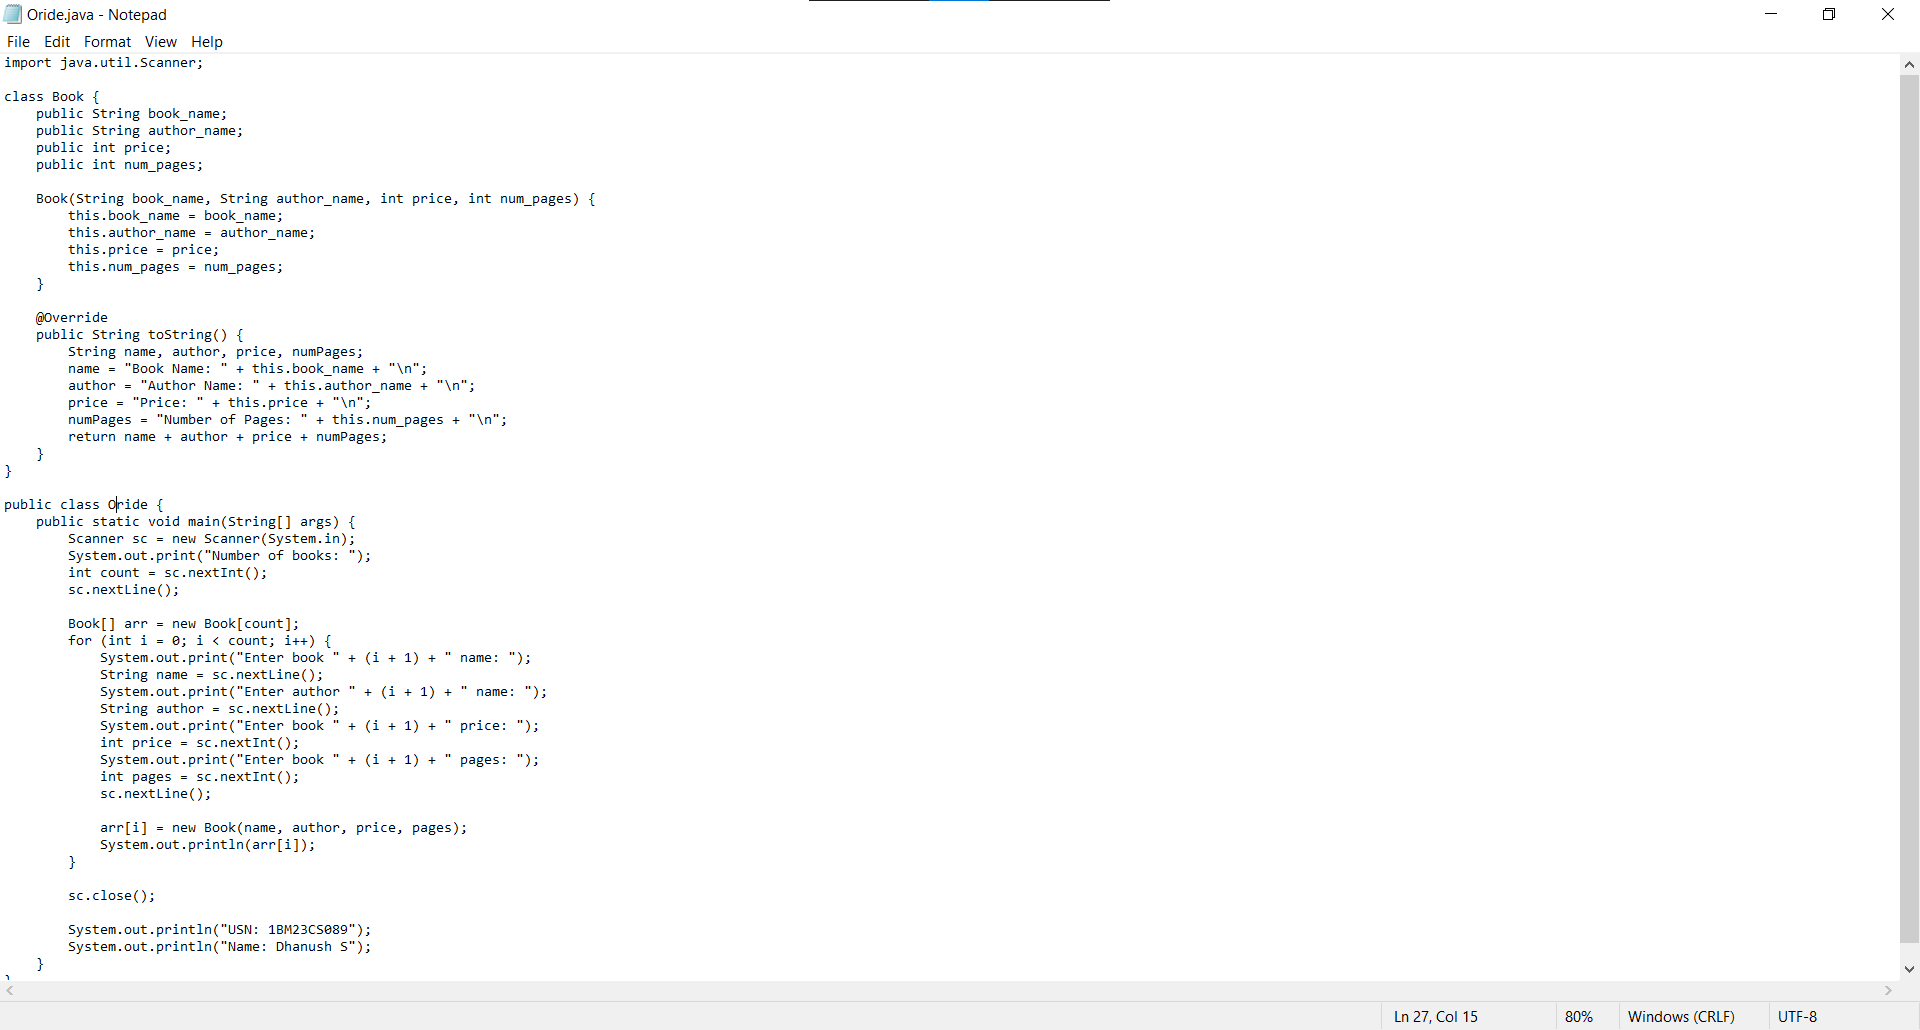 Oride.java - Notepad
File Edit Format View Help
import java.util.Scanner;

class Book {
    public String book_name;
    public String author_name;
    public int price;
    public int num_pages;

    Book(String book_name, String author_name, int price, int num_pages) {
        this.book_name = book_name;
        this.author_name = author_name;
        this.price = price;
        this.num_pages = num_pages;
    }

    @Override
    public String toString() {
        String name, author, price, numPages;
        name = "Book Name: " + this.book_name + "\n";
        author = "Author Name: " + this.author_name + "\n";
        price = "Price: " + this.price + "\n";
        numPages = "Number of Pages: " + this.num_pages + "\n";
        return name + author + price + numPages;
    }
}

public class Oride {
    public static void main(String[] args) {
        Scanner sc = new Scanner(System.in);
        System.out.print("Number of books: ");
        int count = sc.nextInt();
        sc.nextLine();

        Book[] arr = new Book[count];
        for (int i = 0; i < count; i++) {
            System.out.print("Enter book " + (i + 1) + " name: ");
            String name = sc.nextLine();
            System.out.print("Enter author " + (i + 1) + " name: ");
            String author = sc.nextLine();
            System.out.print("Enter book " + (i + 1) + " price: ");
            int price = sc.nextInt();
            System.out.print("Enter book " + (i + 1) + " pages: ");
            int pages = sc.nextInt();
            sc.nextLine();

            arr[i] = new Book(name, author, price, pages);
            System.out.println(arr[i]);
        }

        sc.close();

        System.out.println("USN: 1BM23CS089");
        System.out.println("Name: Dhanush S");
    }
}
Ln 27, Col 15 80% Windows (CRLF) UTF-8